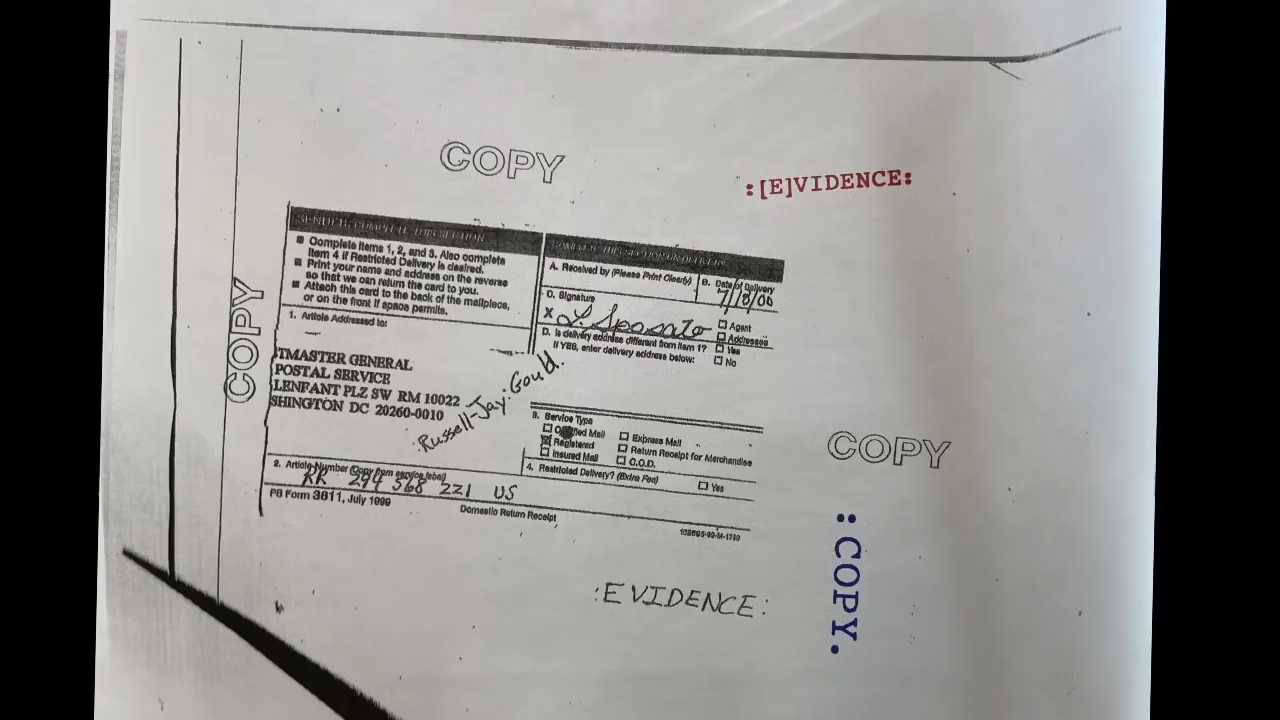 COPY
:[E]VIDENCE:
COPY
SENDER: COMPLETE THIS SECTION
■ Complete items 1, 2, and 3. Also complete
item 4 if Restricted Delivery is desired.
■ Print your name and address on the reverse
so that we can return the card to you.
■ Attach this card to the back of the mailpiece,
or on the front if space permits.
1. Article Addressed to:
TMASTER GENERAL
POSTAL SERVICE
LENFANT PLZ SW RM 10022
SHINGTON DC 20260-0010
:Russell-Jay: Gould.
2. Article Number (Copy from service label)
RR 294 568 221 US
PS Form 3811, July 1999
Domestic Return Receipt
102595-99-M-1789
COMPLETE THIS SECTION ON DELIVERY
A. Received by (Please Print Clearly)
B. Date of Delivery
7/18/00
C. Signature
X L. Sposato
Agent
Addressee
D. Is delivery address different from item 1?
Yes
If YES, enter delivery address below:
No
3. Service Type
Certified Mail
Express Mail
Registered
Return Receipt for Merchandise
Insured Mail
C.O.D.
4. Restricted Delivery? (Extra Fee)
Yes
COPY
:COPY.
:EVIDENCE: